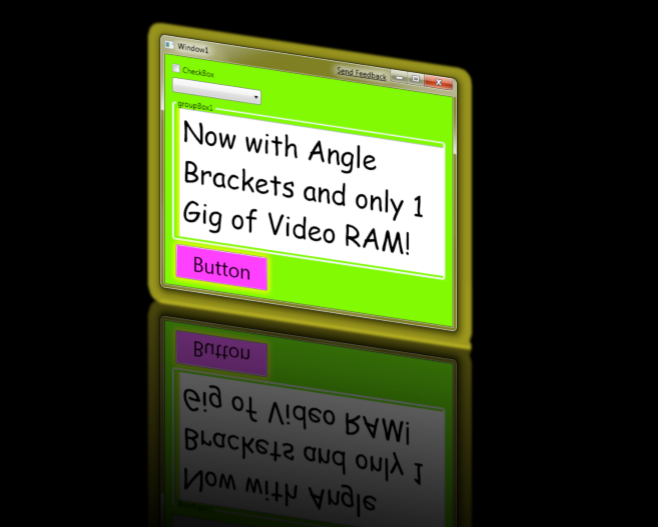 Window1
Send Feedback
CheckBox
groupBox1
Now with Angle
Brackets and only 1
Gig of Video RAM!
Button